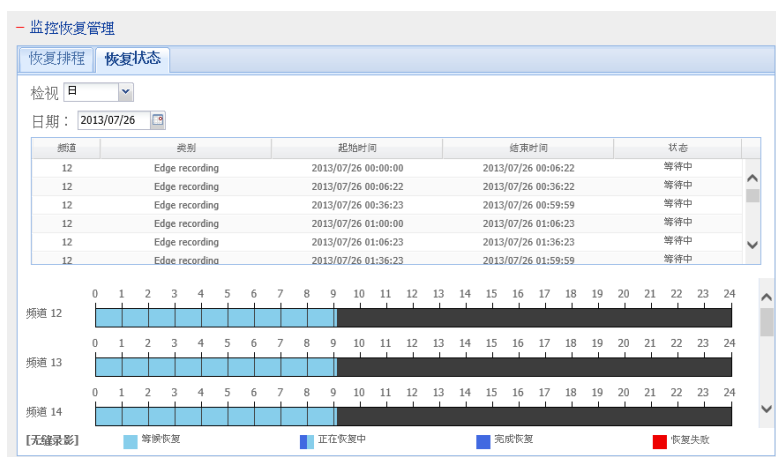 监控恢复管理
恢复排程 恢复状态
检视 日
日期： 2013/07/26
频道 类别 起始时间 结束时间 状态
12 Edge recording 2013/07/26 00:00:00 2013/07/26 00:06:22 等待中
12 Edge recording 2013/07/26 00:06:22 2013/07/26 00:36:22 等待中
12 Edge recording 2013/07/26 00:36:23 2013/07/26 00:59:59 等待中
12 Edge recording 2013/07/26 01:00:00 2013/07/26 01:06:23 等待中
12 Edge recording 2013/07/26 01:06:23 2013/07/26 01:36:23 等待中
12 Edge recording 2013/07/26 01:36:23 2013/07/26 01:59:59 等待中
0 1 2 3 4 5 6 7 8 9 10 11 12 13 14 15 16 17 18 19 20 21 22 23 24
频道 12
0 1 2 3 4 5 6 7 8 9 10 11 12 13 14 15 16 17 18 19 20 21 22 23 24
频道 13
0 1 2 3 4 5 6 7 8 9 10 11 12 13 14 15 16 17 18 19 20 21 22 23 24
频道 14
[无缝录影] 等候恢复 正在恢复中 完成恢复 恢复失败